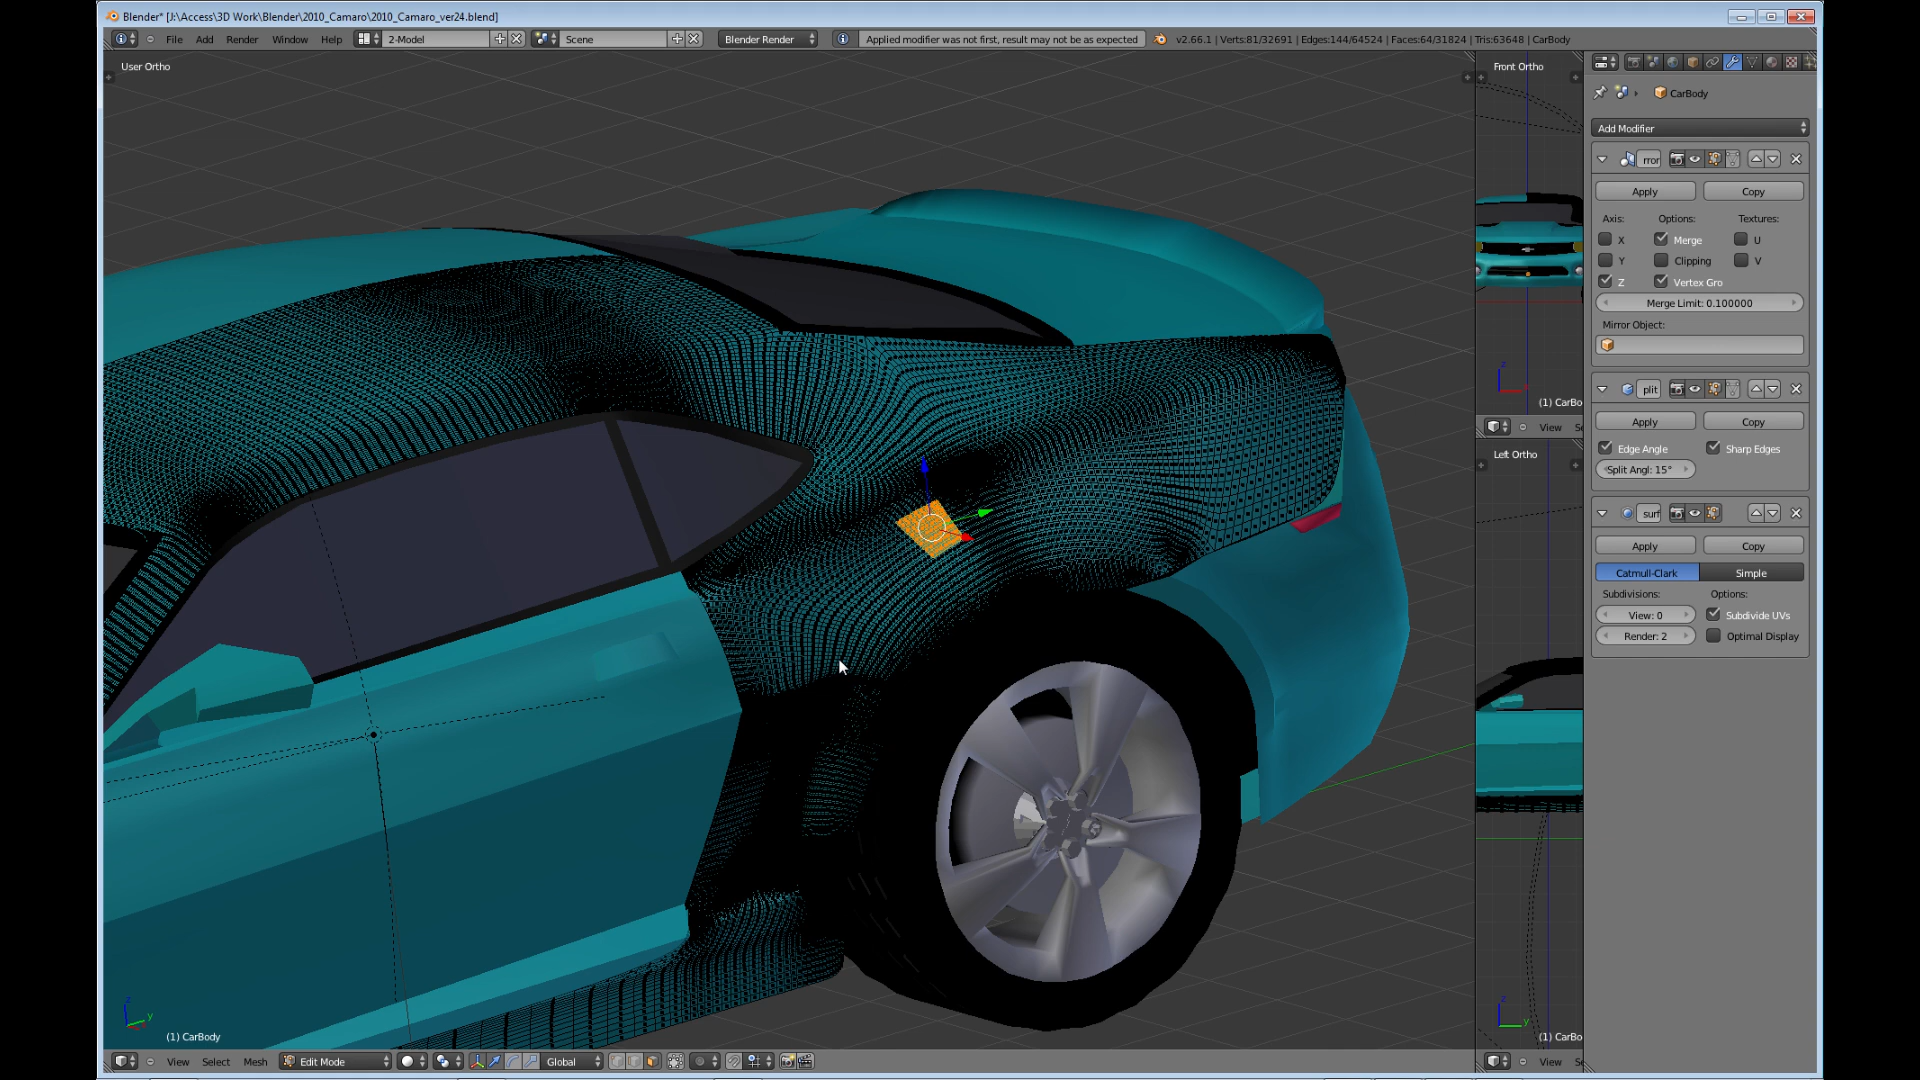 Blender* [J:\Access\3D Work\Blender\2010_Camaro\2010_Camaro_ver24.blend]
File Add Render Window Help 2-Model Scene Blender Render Applied modifier was not first, result may not be as expected v2.66.1 | Verts:81/32691 | Edges:144/64524 | Faces:64/31824 | Tris:63648 | CarBody
User Ortho
Front Ortho
CarBody
Add Modifier
rror
Apply Copy
Axis: Options: Textures:
X Merge U
Y Clipping V
Z Vertex Gro
Merge Limit: 0.100000
Mirror Object:
plit
Apply Copy
Edge Angle Sharp Edges
Split Angl: 15°
surf
Apply Copy
Catmull-Clark Simple
Subdivisions: Options:
View: 0 Subdivide UVs
Render: 2 Optimal Display
z
(1) CarBo
View Se
Left Ortho
z
y
(1) CarBo
View Se
z
y
(1) CarBody
View Select Mesh Edit Mode Global